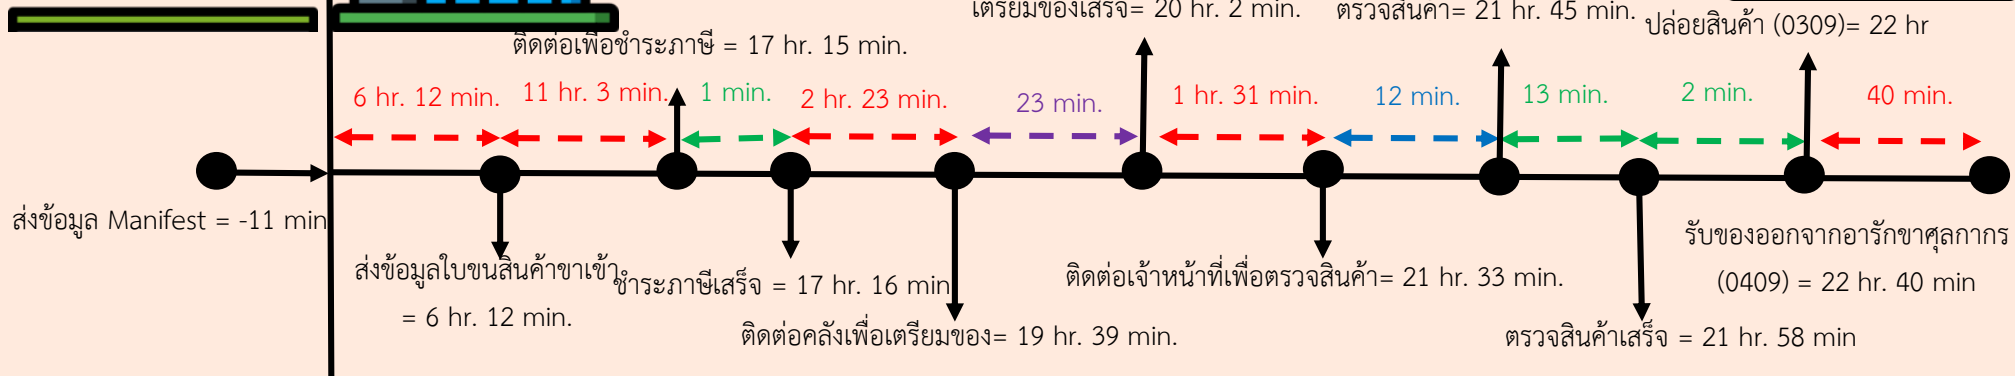 เตรียมของเสร็จ= 20 hr. 2 min.
ตรวจสินค้า= 21 hr. 45 min.
ปล่อยสินค้า (0309)= 22 hr
ติดต่อเพื่อชำระภาษี = 17 hr. 15 min.
6 hr. 12 min.
11 hr. 3 min.
1 min.
2 hr. 23 min.
23 min.
1 hr. 31 min.
12 min.
13 min.
2 min.
40 min.
ส่งข้อมูล Manifest = -11 min
ส่งข้อมูลใบขนสินค้าขาเข้า
= 6 hr. 12 min.
ชำระภาษีเสร็จ = 17 hr. 16 min
ติดต่อคลังเพื่อเตรียมของ= 19 hr. 39 min.
ติดต่อเจ้าหน้าที่เพื่อตรวจสินค้า= 21 hr. 33 min.
ตรวจสินค้าเสร็จ = 21 hr. 58 min
รับของออกจากอารักขาศุลกากร
(0409) = 22 hr. 40 min